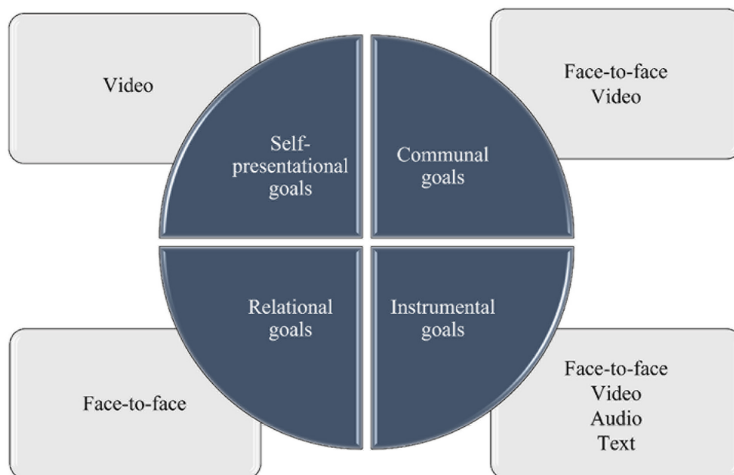 Video
Face-to-face
Video
Self-
presentational
goals
Communal
goals
Relational
goals
Instrumental
goals
Face-to-face
Face-to-face
Video
Audio
Text